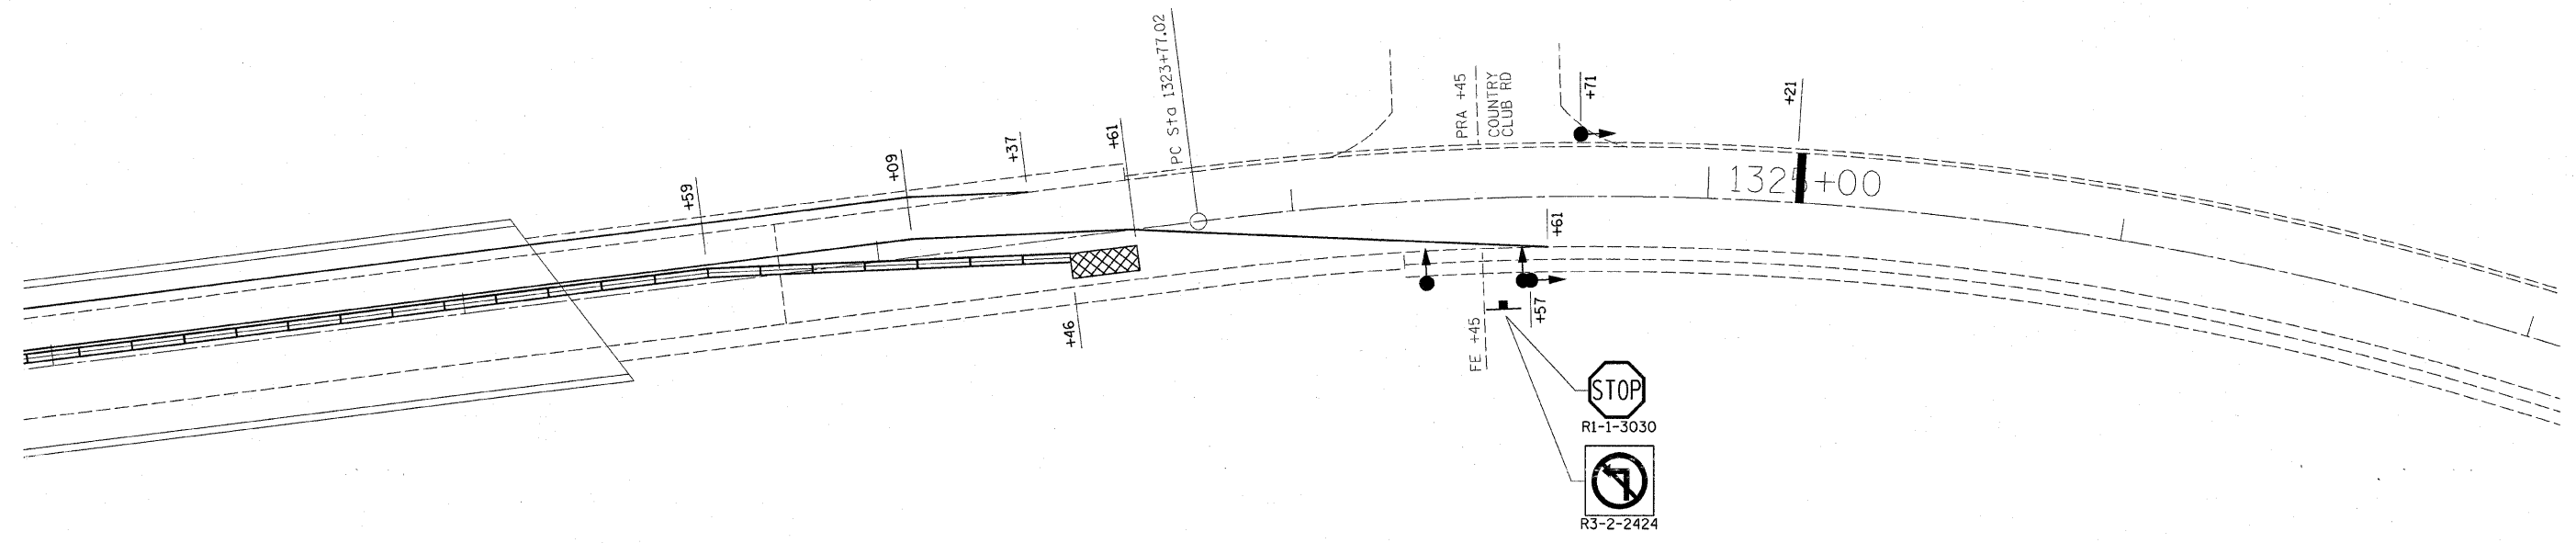 +59
+09
+37
+61
PC Sta 1323+77.02
PRA +45
COUNTRY
CLUB RD
+71
+21
1325+00
+61
+46
FE +45
+57
STOP
R1-1-3030
R3-2-2424